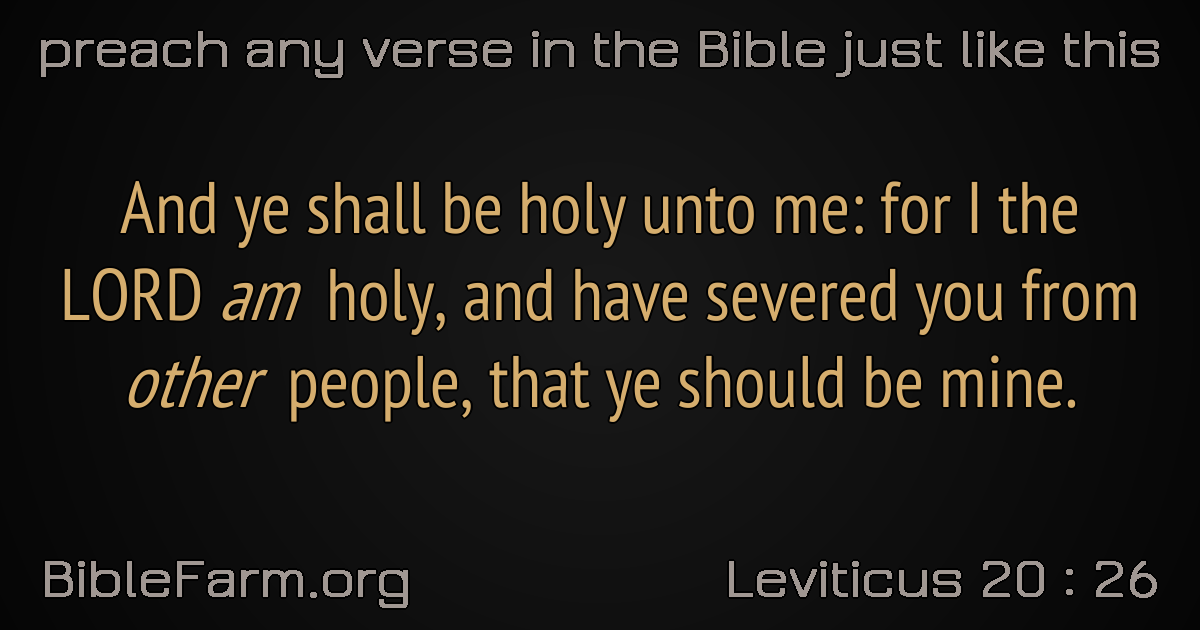 preach any verse in the Bible just like this
And ye shall be holy unto me: for I the
LORD am holy, and have severed you from
other people, that ye should be mine.
BibleFarm.org
Leviticus 20 : 26